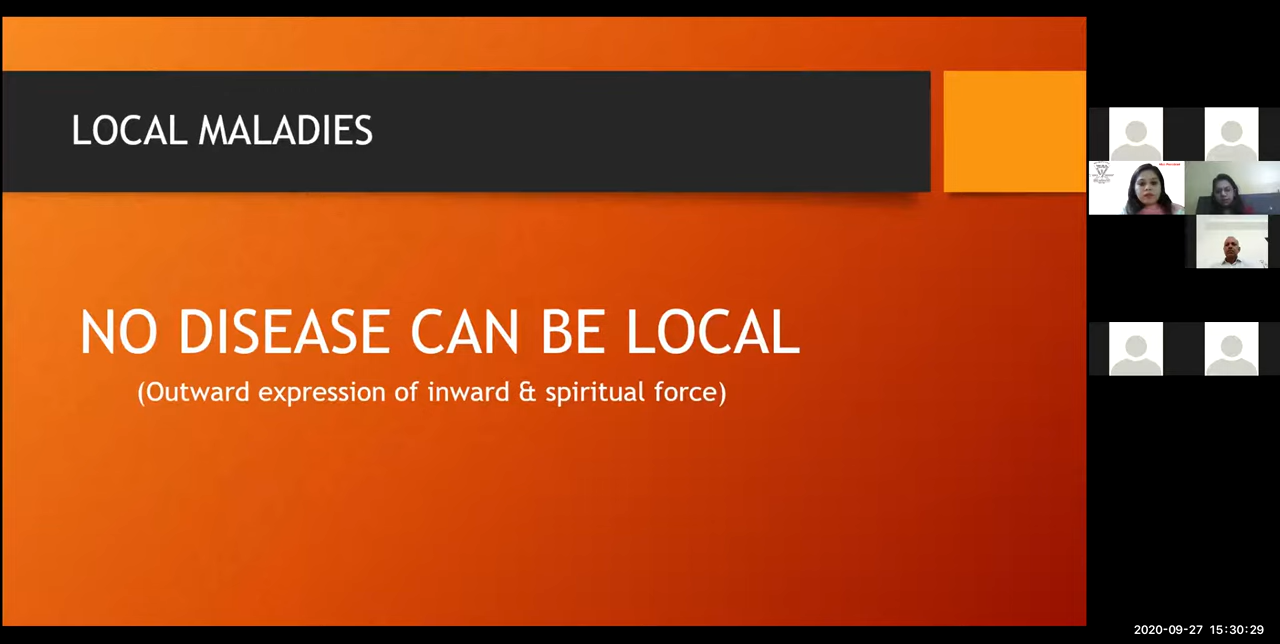 LOCAL MALADIES
NO DISEASE CAN BE LOCAL
(Outward expression of inward & spiritual force)
2020-09-27 15:30:29